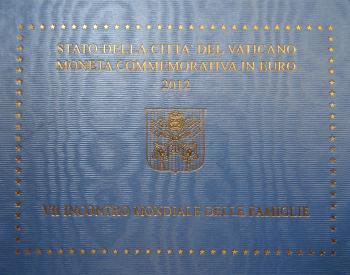 STATO DELLA CITTA' DEL VATICANO
MONETA COMMEMORATIVA IN EURO
2012
VII INCONTRO MONDIALE DELLE FAMIGLIE